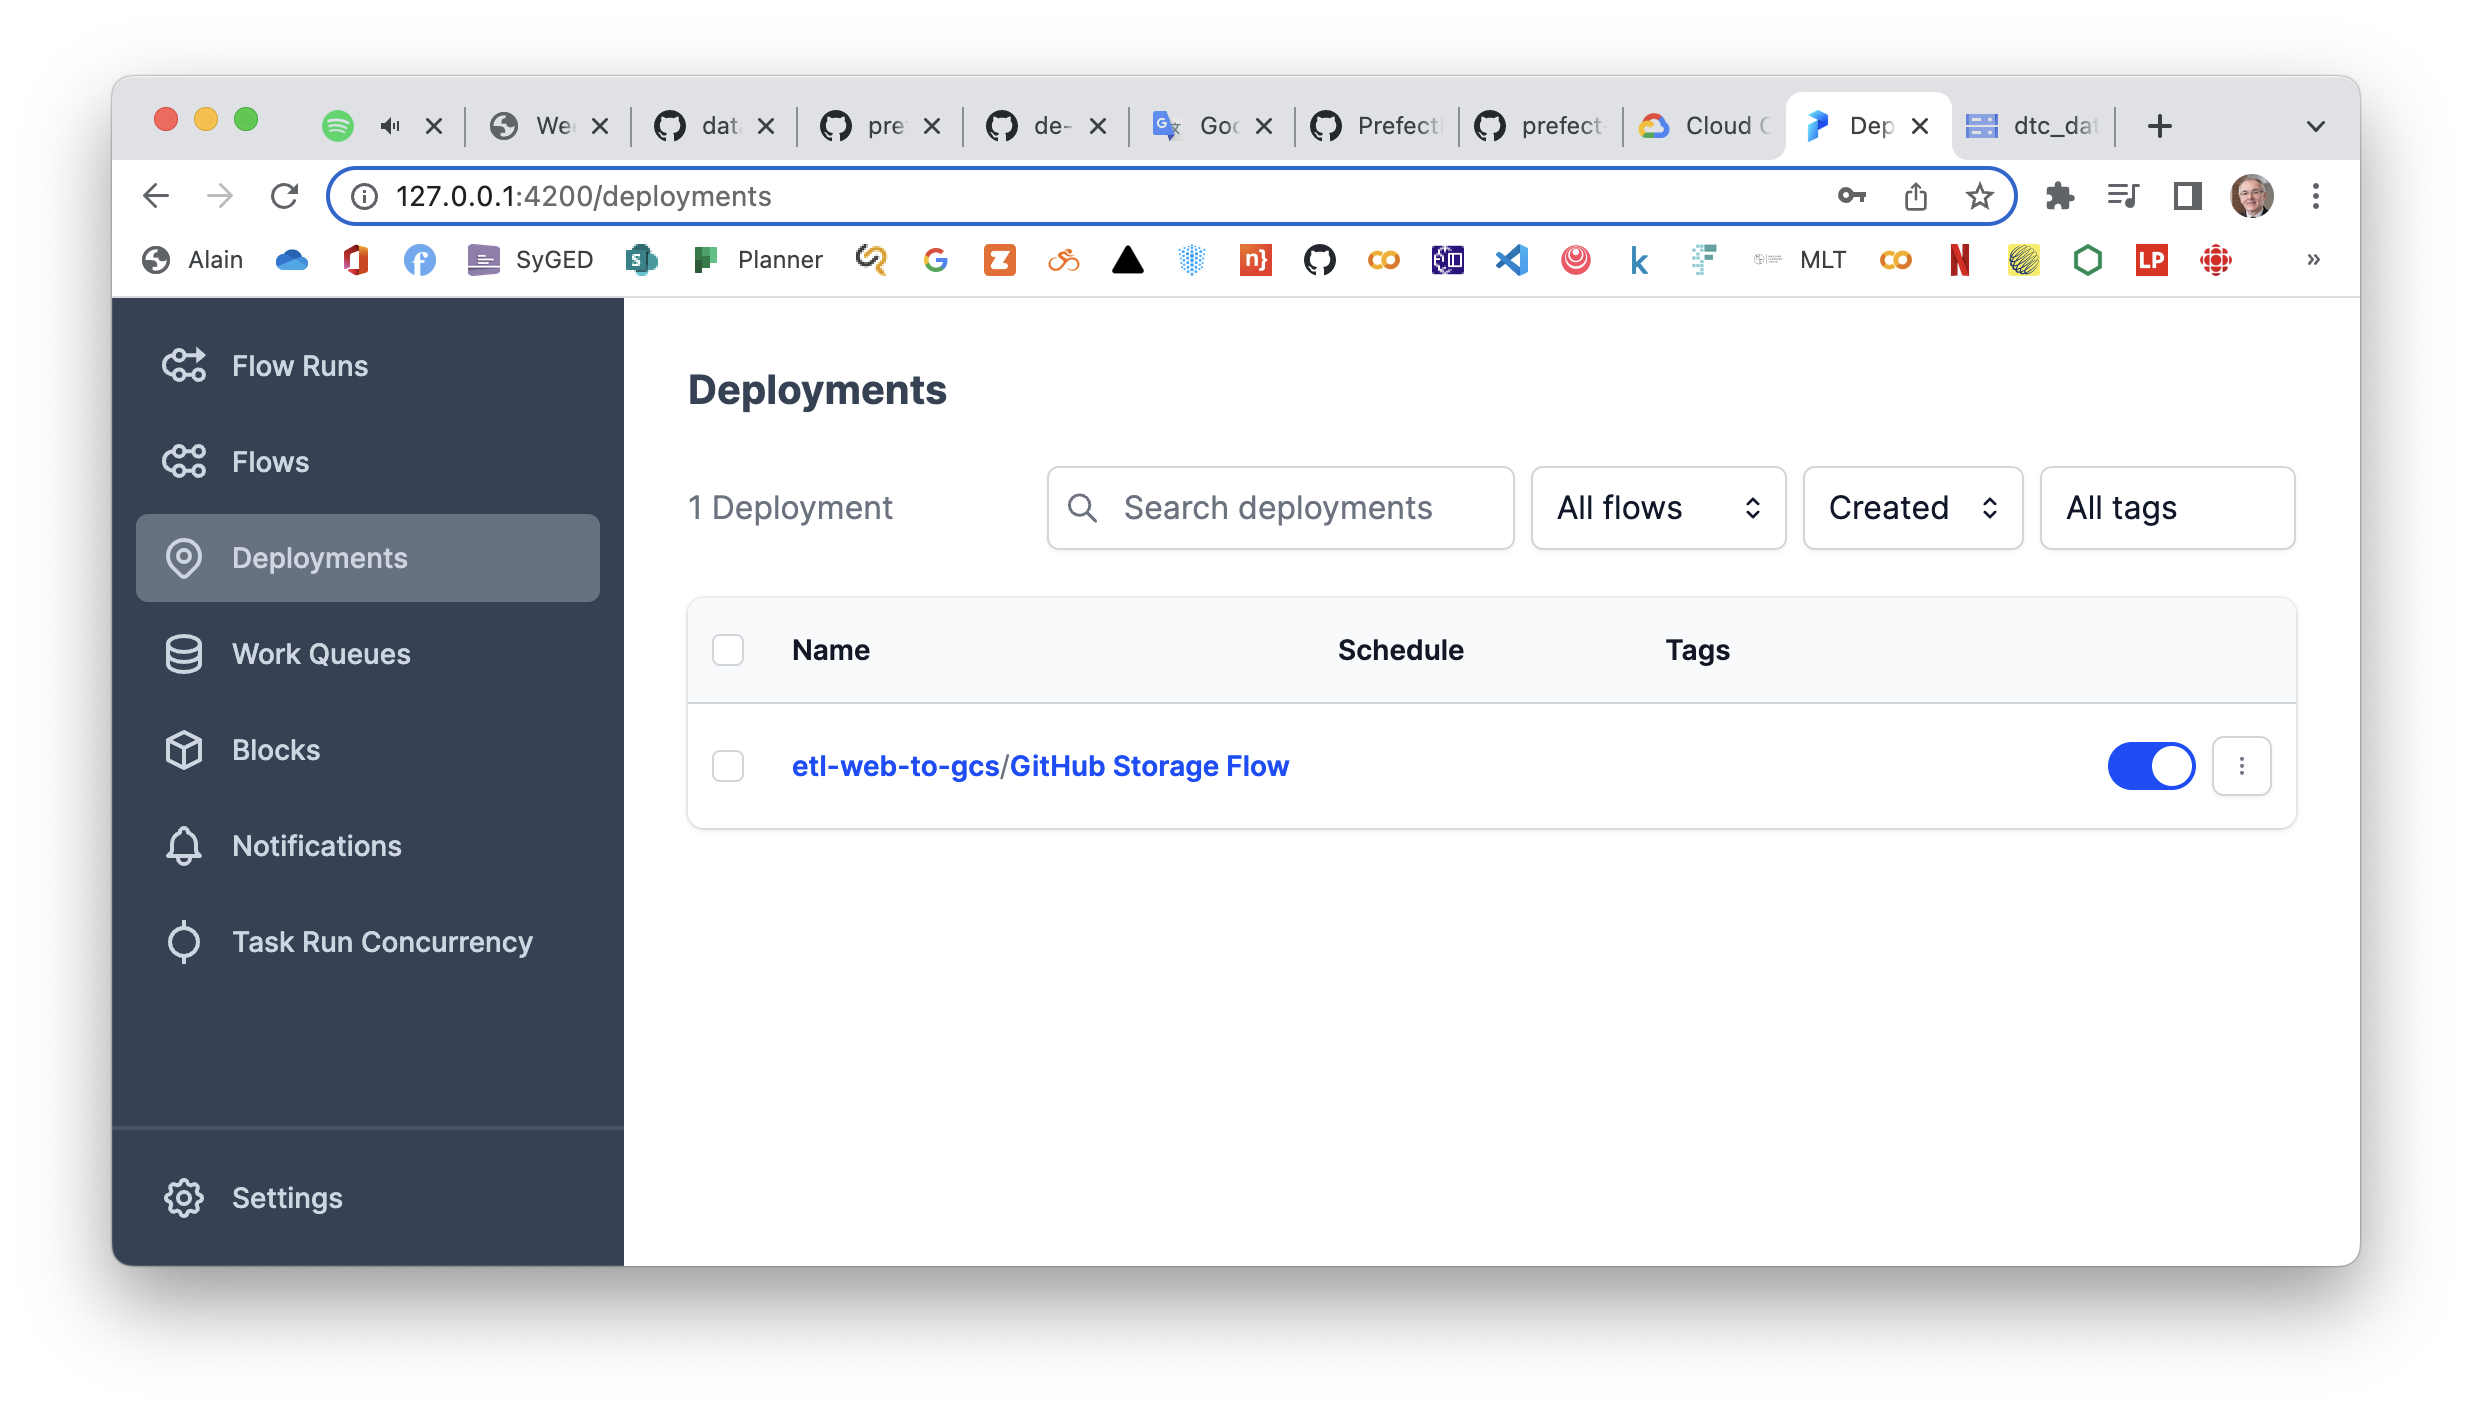 We
dat
pre
de-
Goo
Prefect
prefect-
Cloud
Dep
dtc_dat
127.0.0.1:4200/deployments
Alain
SyGED
Planner
MLT
LP
Flow Runs
Flows
Deployments
Work Queues
Blocks
Notifications
Task Run Concurrency
Settings
Deployments
1 Deployment
Search deployments
All flows
Created
All tags
Name Schedule Tags
etl-web-to-gcs/GitHub Storage Flow